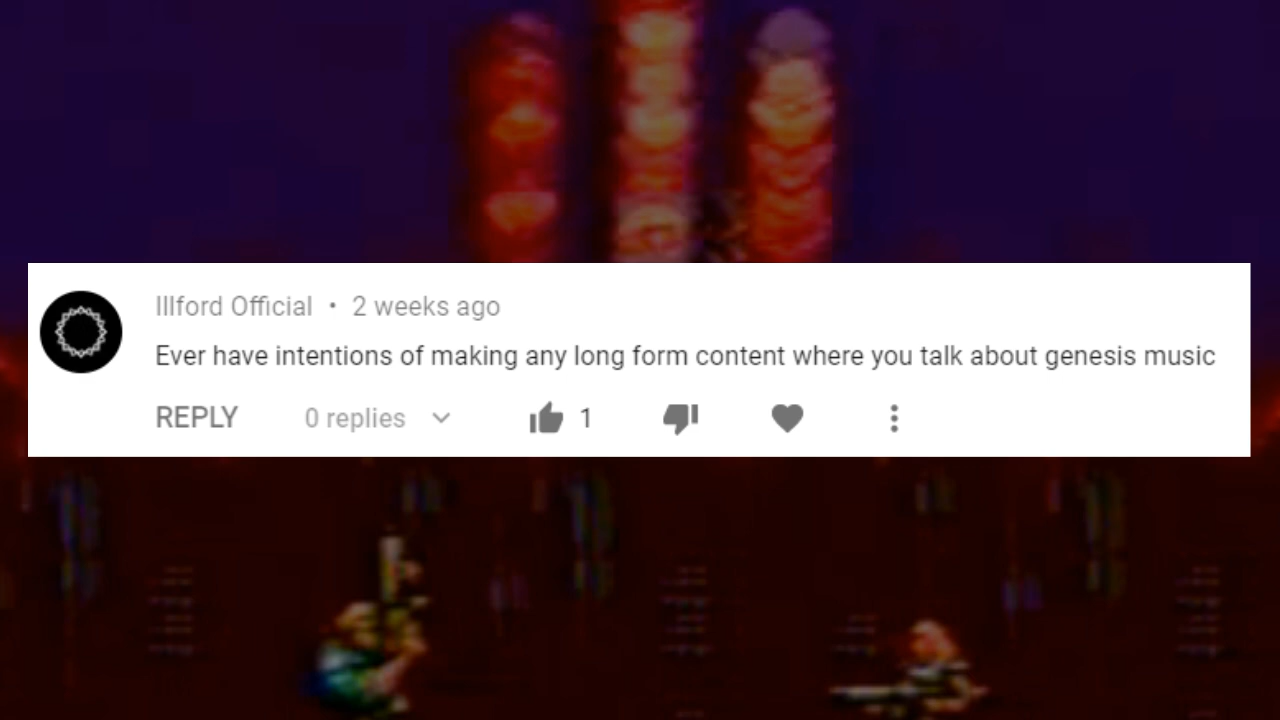 Illford Official • 2 weeks ago
Ever have intentions of making any long form content where you talk about genesis music
REPLY 0 replies 1